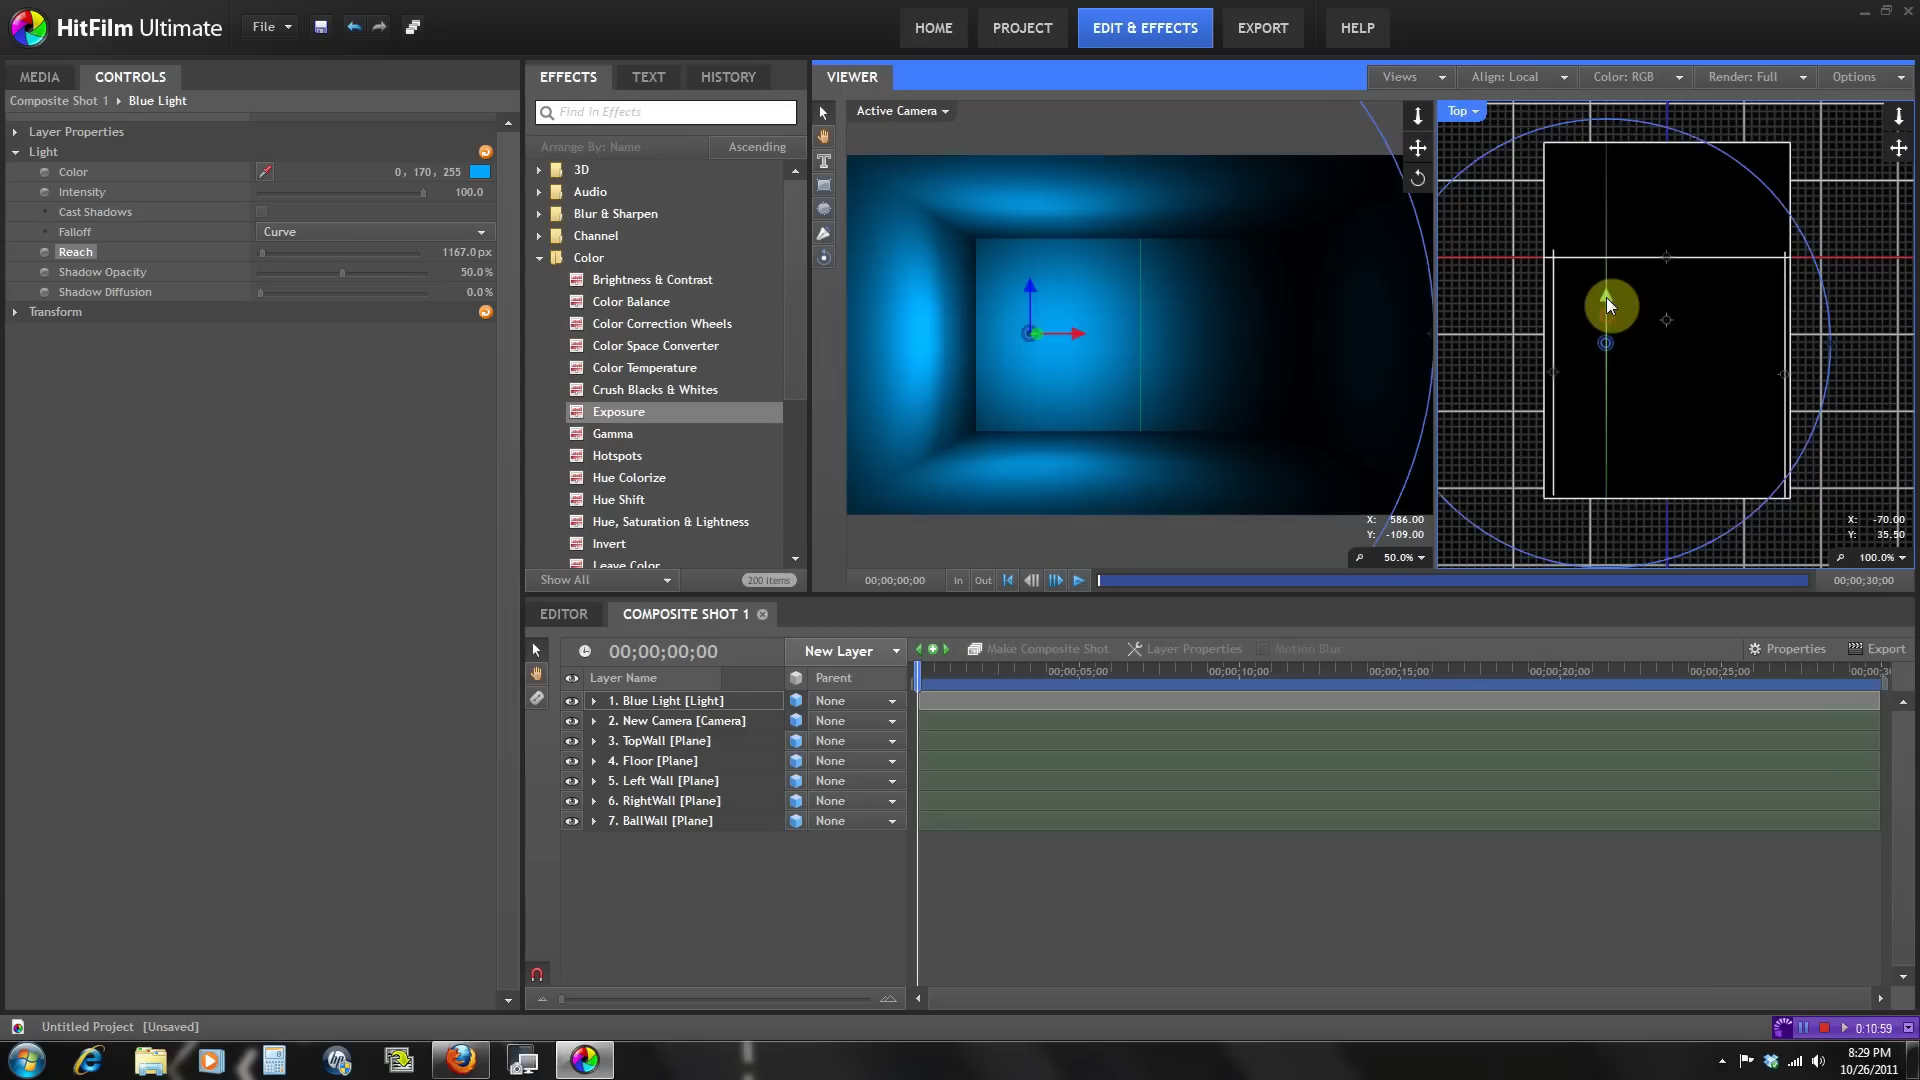 HitFilm Ultimate
File
HOME
PROJECT
EDIT & EFFECTS
EXPORT
HELP
MEDIA
CONTROLS
Composite Shot 1
Blue Light
Layer Properties
Light
Color
0, 170, 255
Intensity
100.0
Cast Shadows
Falloff
Curve
Reach
1167.0 px
Shadow Opacity
50.0 %
Shadow Diffusion
0.0 %
Transform
EFFECTS
TEXT
HISTORY
Find in Effects
Arrange By: Name
Ascending
3D
Audio
Blur & Sharpen
Channel
Color
Brightness & Contrast
Color Balance
Color Correction Wheels
Color Space Converter
Color Temperature
Crush Blacks & Whites
Exposure
Gamma
Hotspots
Hue Colorize
Hue Shift
Hue, Saturation & Lightness
Invert
Leave Color
Show All
200 items
VIEWER
Views
Align: Local
Color: RGB
Render: Full
Options
Active Camera
X: 586.00
Y: -109.00
50.0%
Top
X: -70.00
Y: 35.50
100.0%
00;00;00;00
In
Out
00;00;30;00
EDITOR
COMPOSITE SHOT 1
00;00;00;00
New Layer
Make Composite Shot
Layer Properties
Motion Blur
Properties
Export
Layer Name
Parent
00;00;05;00
00;00;10;00
00;00;15;00
00;00;20;00
00;00;25;00
00;00;3
1. Blue Light [Light]
None
2. New Camera [Camera]
None
3. TopWall [Plane]
None
4. Floor [Plane]
None
5. Left Wall [Plane]
None
6. RightWall [Plane]
None
7. BallWall [Plane]
None
Untitled Project [Unsaved]
0:10:59
8:29 PM
10/26/2011